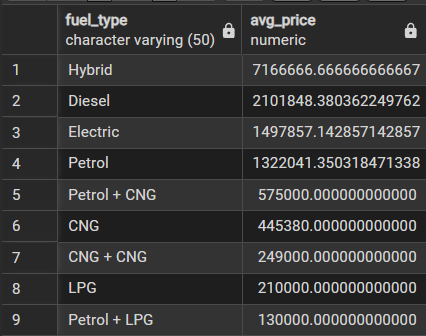 fuel_type avg_price
character varying (50) numeric
1 Hybrid 7166666.666666666667
2 Diesel 2101848.380362249762
3 Electric 1497857.142857142857
4 Petrol 1322041.350318471338
5 Petrol + CNG 575000.000000000000
6 CNG 445380.000000000000
7 CNG + CNG 249000.000000000000
8 LPG 210000.000000000000
9 Petrol + LPG 130000.000000000000